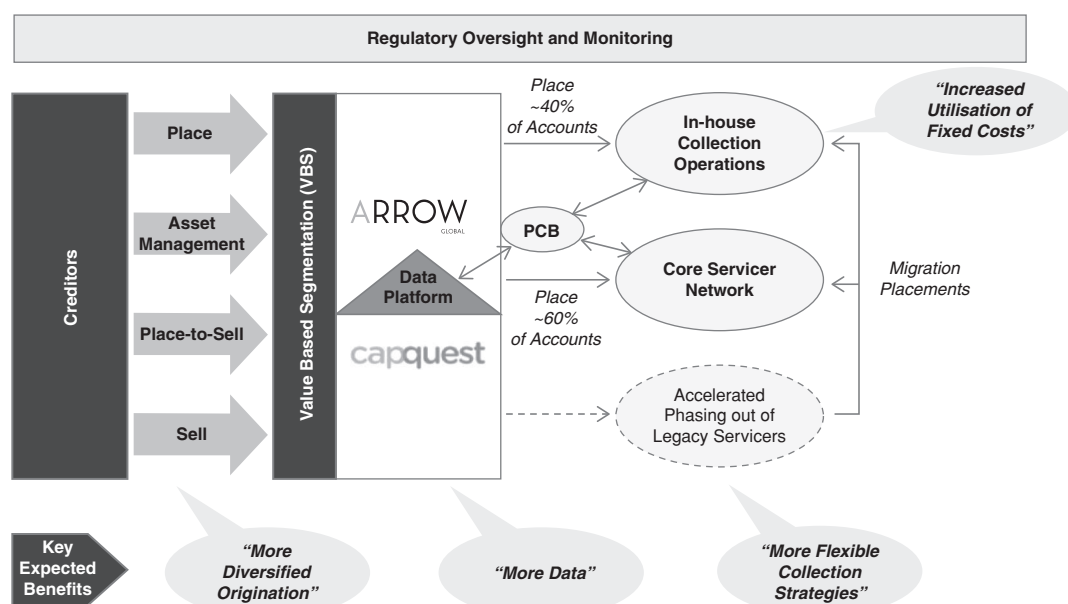 Regulatory Oversight and Monitoring
Creditors
Place
Asset
Management
Place-to-Sell
Sell
Value Based Segmentation (VBS)
ARROW
GLOBAL
Data
Platform
capquest
Place
~40%
of Accounts
PCB
Place
~60%
of Accounts
In-house
Collection
Operations
Core Servicer
Network
Accelerated
Phasing out of
Legacy Servicers
Migration
Placements
“Increased
Utilisation of
Fixed Costs”
Key
Expected
Benefits
“More
Diversified
Origination”
“More Data”
“More Flexible
Collection
Strategies”